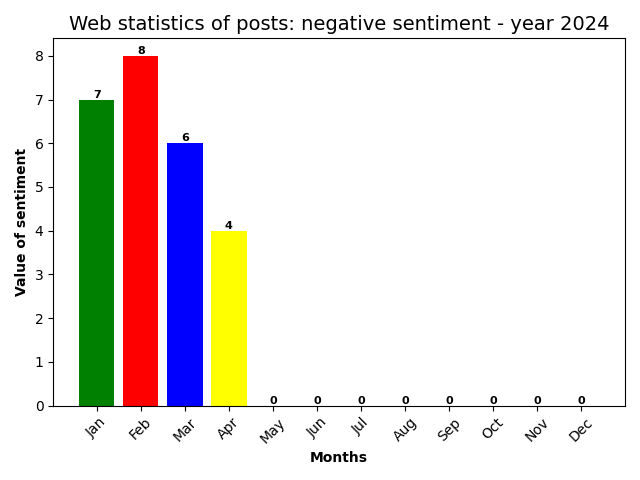 Web statistics of posts: negative sentiment - year 2024
8
7
6
5
4
3
2
1
0
Value of sentiment
7
8
6
4
0
0
0
0
0
0
0
0
Jan
Feb
Mar
Apr
May
Jun
Jul
Aug
Sep
Oct
Nov
Dec
Months